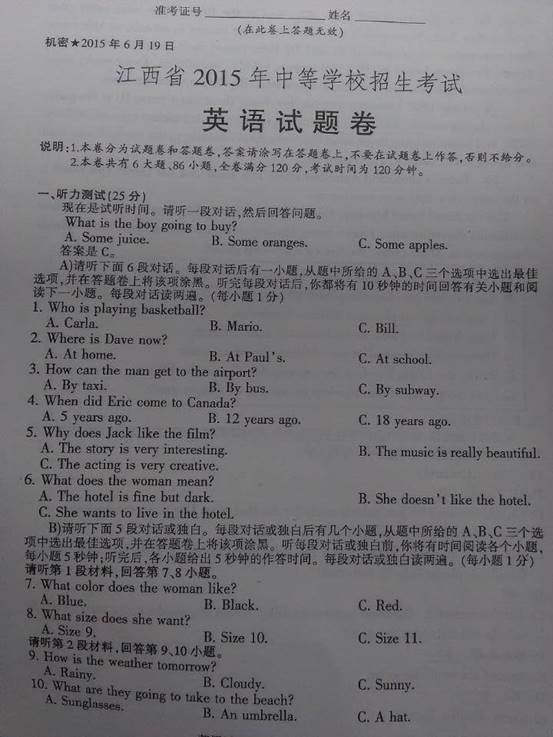 准考证号 姓名
(在此卷上答题无效)
机密★2015年6月19日
江西省2015年中等学校招生考试
英语试题卷
说明:1.本卷分为试题卷和答题卷,答案请涂写在答题卷上,不要在试题卷上作答,否则不给分。
2.本卷共有6大题,86小题,全卷满分120分,考试时间为120分钟。
一、听力测试(25分)
现在是试听时间。请听一段对话,然后回答问题。
What is the boy going to buy?
A. Some juice. B. Some oranges. C. Some apples.
答案是C。
A)请听下面6段对话。每段对话后有一小题,从题中所给的A、B、C三个选项中选出最佳
选项,并在答题卷上将该项涂黑。听完每段对话后,你都将有10秒钟的时间回答有关小题和阅
读下一小题。每段对话读两遍。(每小题1分)
1. Who is playing basketball?
A. Carla. B. Mario. C. Bill.
2. Where is Dave now?
A. At home. B. At Paul's. C. At school.
3. How can the man get to the airport?
A. By taxi. B. By bus. C. By subway.
4. When did Eric come to Canada?
A. 5 years ago. B. 12 years ago. C. 18 years ago.
5. Why does Jack like the film?
A. The story is very interesting. B. The music is really beautiful.
C. The acting is very creative.
6. What does the woman mean?
A. The hotel is fine but dark. B. She doesn't like the hotel.
C. She wants to live in the hotel.
B)请听下面5段对话或独白。每段对话或独白后有几个小题,从题中所给的A、B、C三个选
项中选出最佳选项,并在答题卷上将该项涂黑。听每段对话或独白前,你将有时间阅读各个小题,
每小题5秒钟;听完后,各小题给出5秒钟的作答时间。每段对话或独白读两遍。(每小题1分)
请听第1段材料,回答第7、8小题。
7. What color does the woman like?
A. Blue. B. Black. C. Red.
8. What size does she want?
A. Size 9. B. Size 10. C. Size 11.
请听第2段材料,回答第9、10小题。
9. How is the weather tomorrow?
A. Rainy. B. Cloudy. C. Sunny.
10. What are they going to take to the beach?
A. Sunglasses. B. An umbrella. C. A hat.